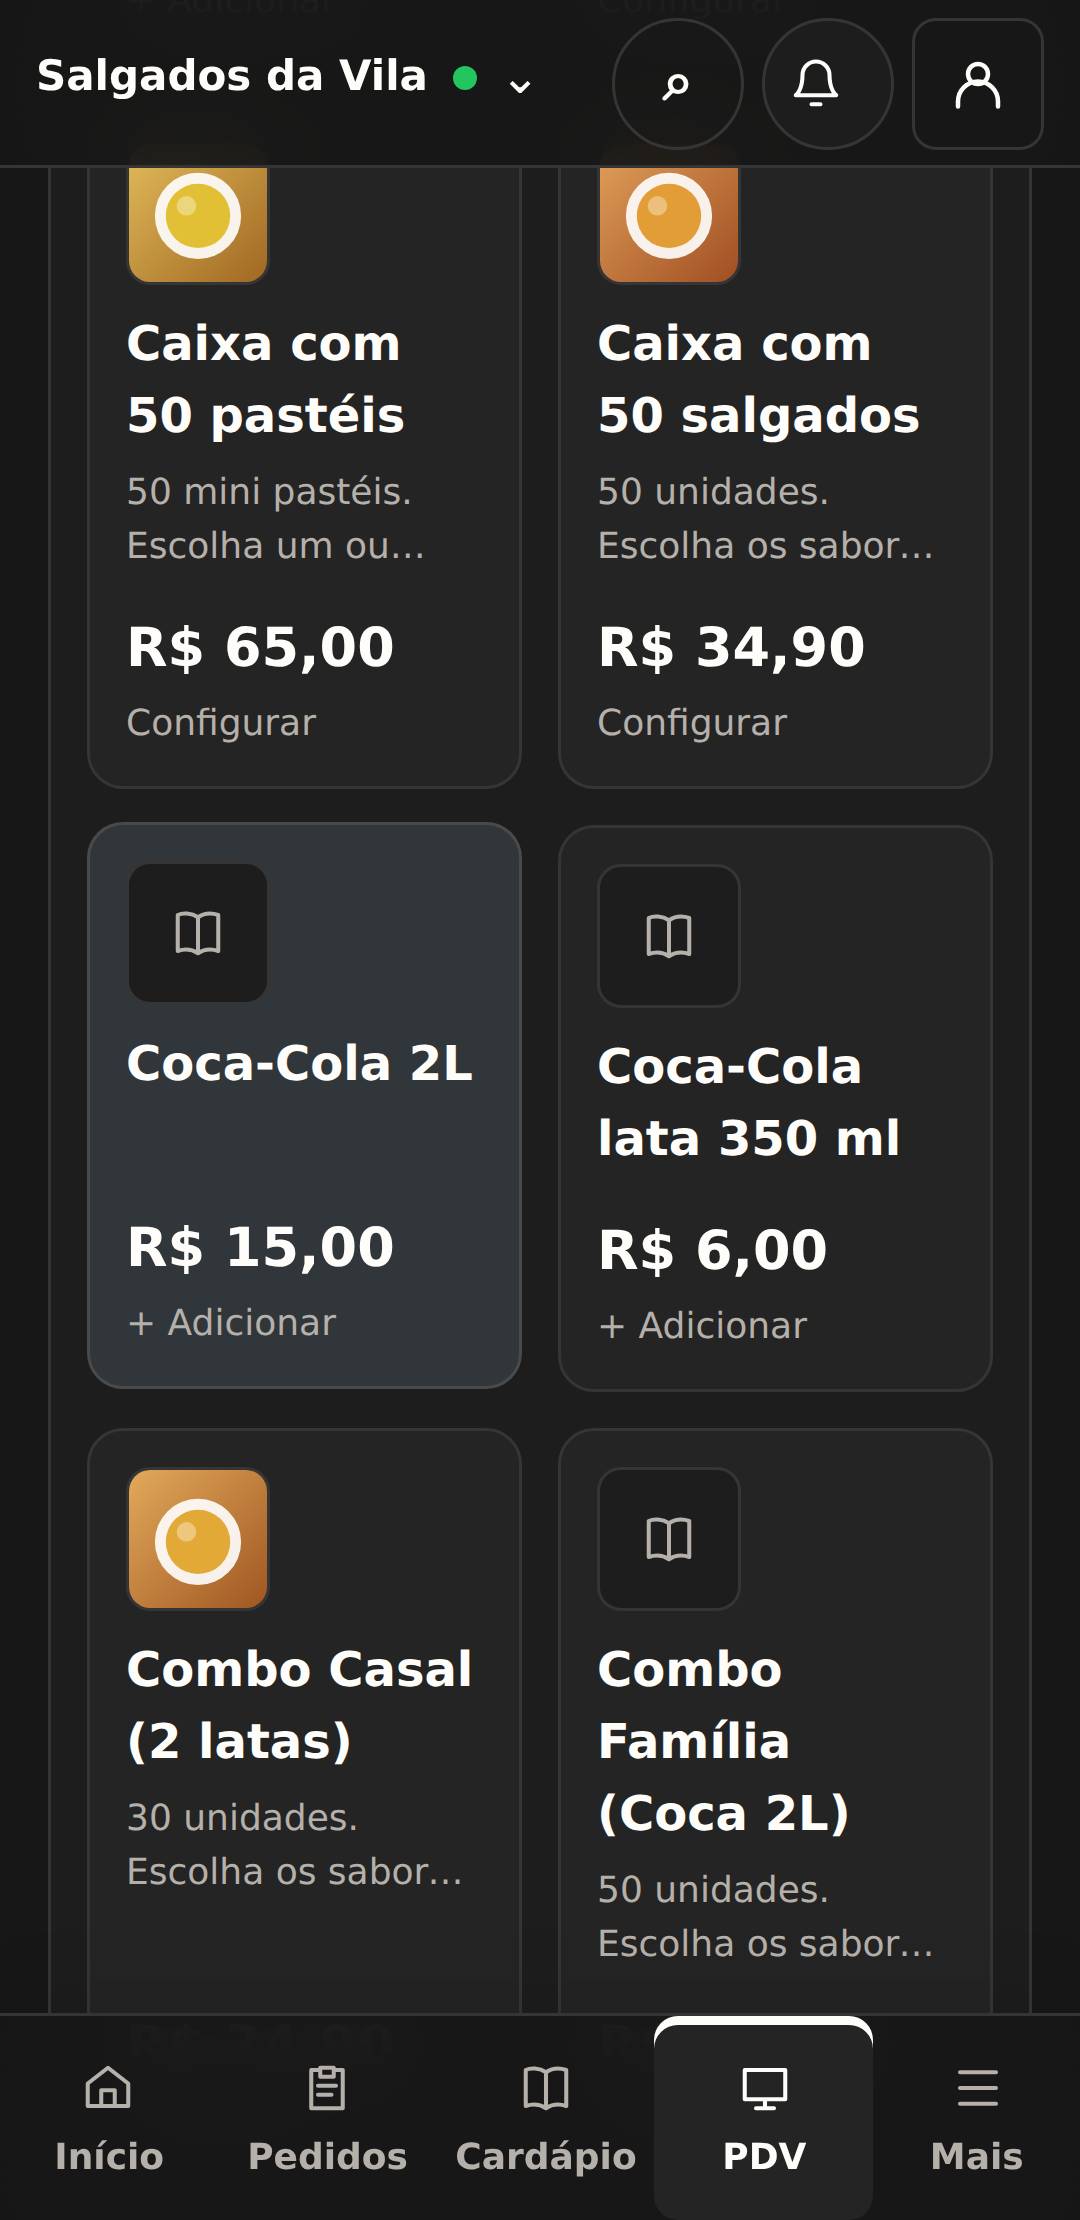 + Adicionar
Configurar
Salgados da Vila
Caixa com
50 pastéis
50 mini pastéis.
Escolha um ou…
R$ 65,00
Configurar
Caixa com
50 salgados
50 unidades.
Escolha os sabor…
R$ 34,90
Configurar
Coca-Cola 2L
R$ 15,00
+ Adicionar
Coca-Cola
lata 350 ml
R$ 6,00
+ Adicionar
Combo Casal
(2 latas)
30 unidades.
Escolha os sabor…
Combo
Família
(Coca 2L)
50 unidades.
Escolha os sabor…
Início
Pedidos
Cardápio
PDV
Mais